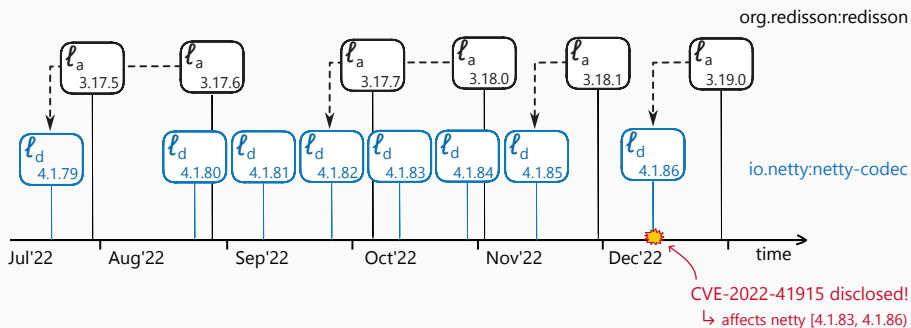 org.redisson:redisson
ℓa 3.17.5
ℓa 3.17.6
ℓa 3.17.7
ℓa 3.18.0
ℓa 3.18.1
ℓa 3.19.0
ℓd 4.1.79
ℓd 4.1.80
ℓd 4.1.81
ℓd 4.1.82
ℓd 4.1.83
ℓd 4.1.84
ℓd 4.1.85
ℓd 4.1.86
io.netty:netty-codec
Jul'22 Aug'22 Sep'22 Oct'22 Nov'22 Dec'22 time
CVE-2022-41915 disclosed!
↳ affects netty [4.1.83, 4.1.86)